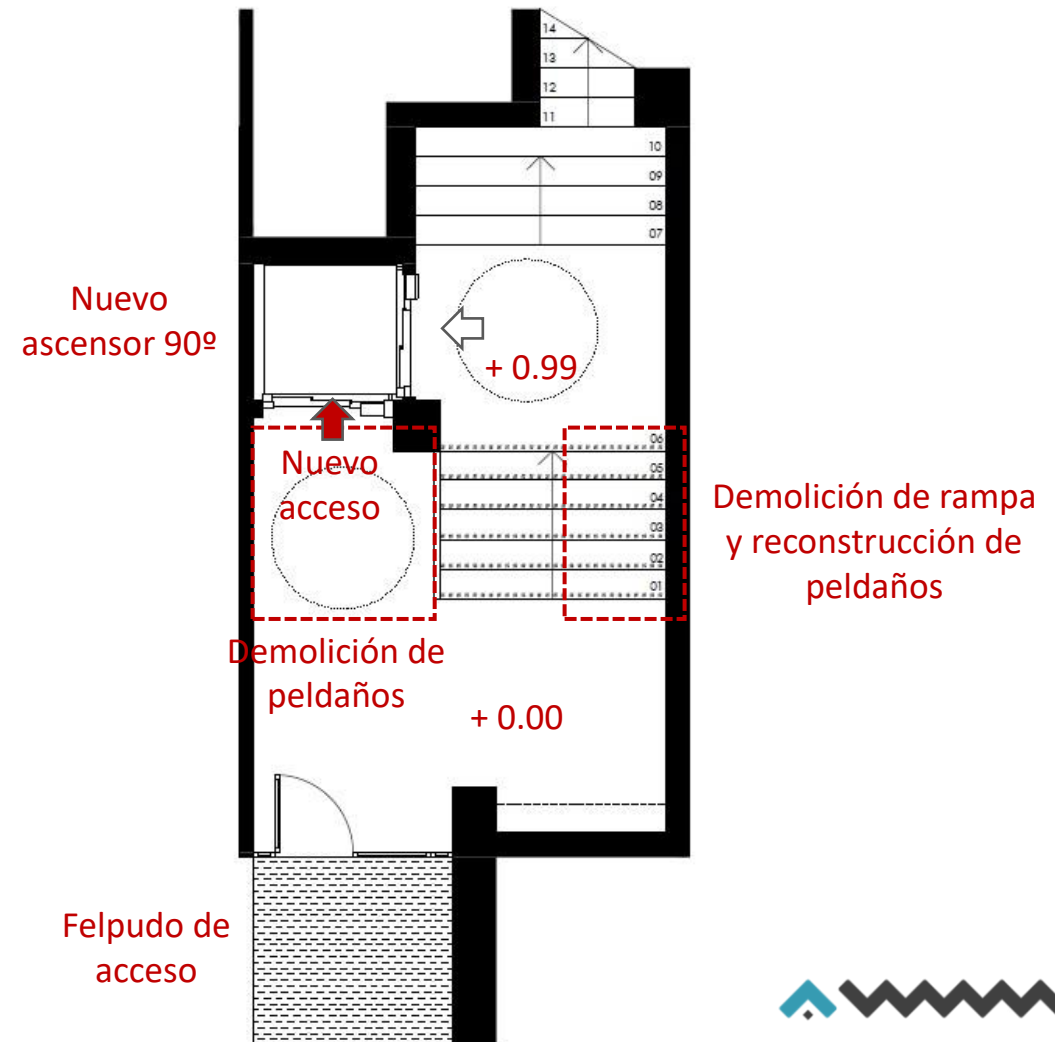 14
13
12
11
10
09
08
07
Nuevo
ascensor 90º
+ 0.99
06
05
04
03
02
01
Nuevo
acceso
Demolición de rampa
y reconstrucción de
peldaños
Demolición de
peldaños
+ 0.00
Felpudo de
acceso